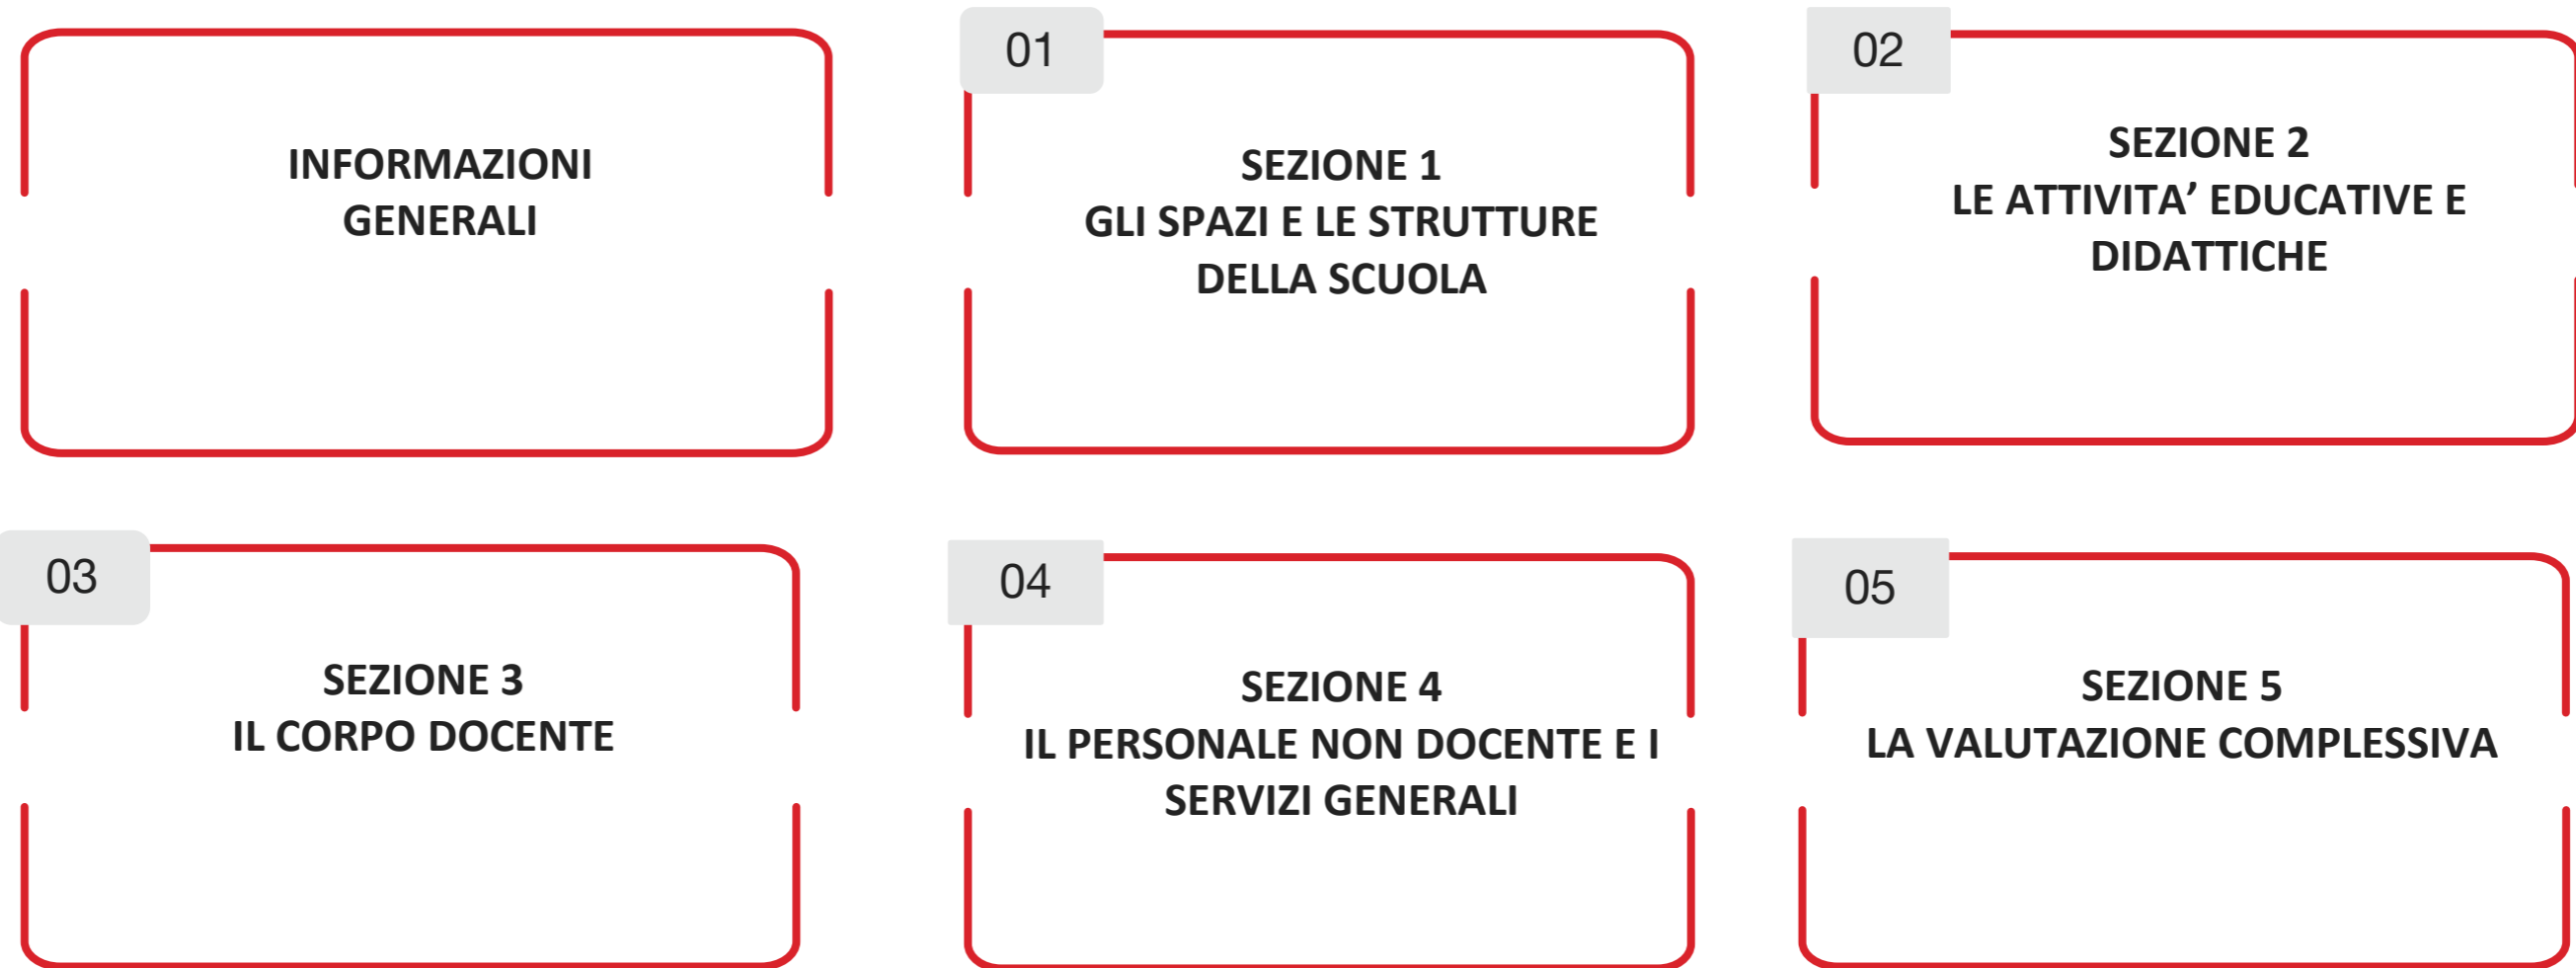 INFORMAZIONI
GENERALI
01
SEZIONE 1
GLI SPAZI E LE STRUTTURE
DELLA SCUOLA
02
SEZIONE 2
LE ATTIVITA’ EDUCATIVE E
DIDATTICHE
03
SEZIONE 3
IL CORPO DOCENTE
04
SEZIONE 4
IL PERSONALE NON DOCENTE E I
SERVIZI GENERALI
05
SEZIONE 5
LA VALUTAZIONE COMPLESSIVA